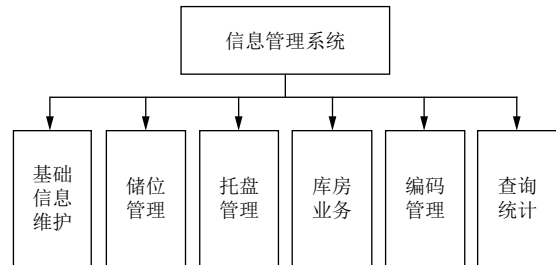 信息管理系统
基础
信息
维护
储位
管理
托盘
管理
库房
业务
编码
管理
查询
统计